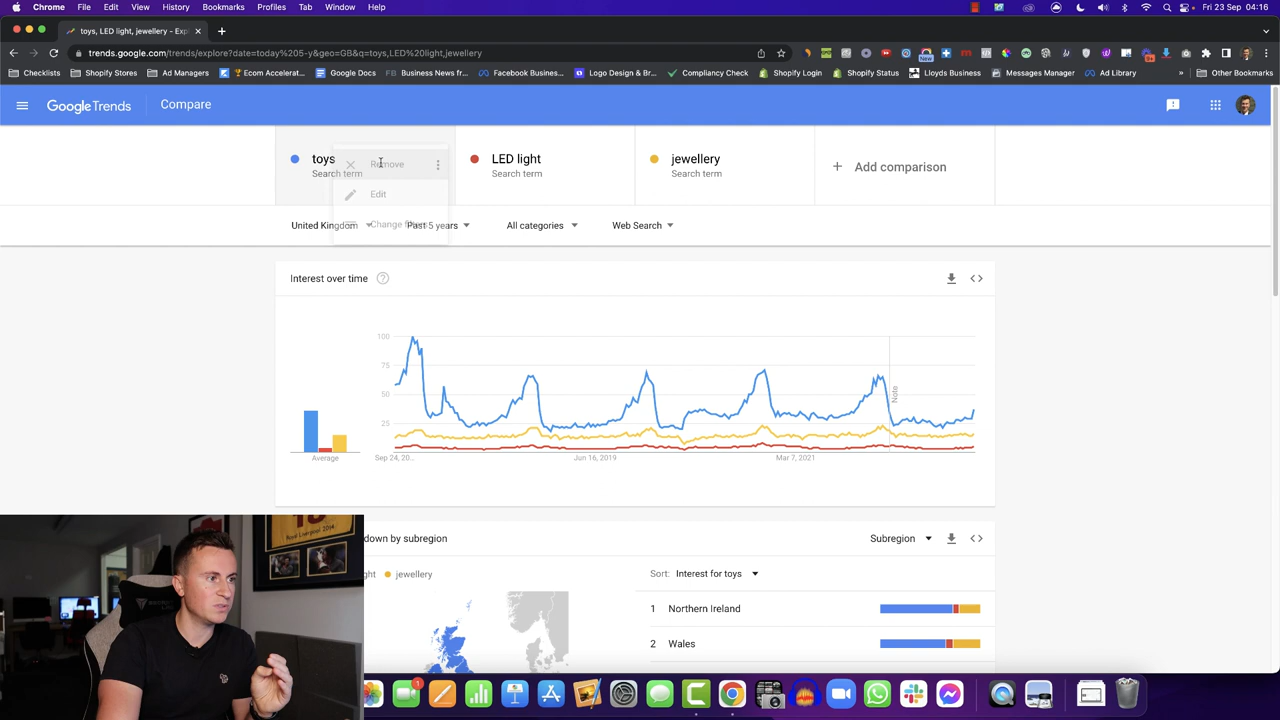 Chrome File Edit View History Bookmarks Profiles Tab Window Help Fri 23 Sep 04:16
toys, LED light, jewellery - Expl
trends.google.com/trends/explore?date=today%205-y&geo=GB&q=toys,LED%20light,jewellery
New
9+
Checklists Shopify Stores Ad Managers Ecom Accelerat... Google Docs Business News fr... Facebook Busines... Logo Design & Br... Compliancy Check Shopify Login Shopify Status Lloyds Business Messages Manager Ad Library » Other Bookmarks
Google Trends Compare
toys
Search term
Remove
Edit
LED light
Search term
jewellery
Search term
+ Add comparison
United Kingdom Past 5 years All categories Web Search
Interest over time
100
75
50
25
Note
Average
Sep 24, 20... Jun 16, 2019 Mar 7, 2021
down by subregion
Subregion
ght jewellery
Sort: Interest for toys
1 Northern Ireland
2 Wales
1